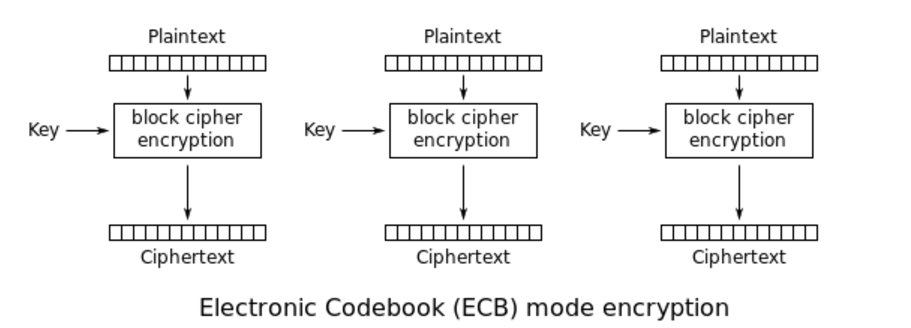 Plaintext Plaintext Plaintext
Key block cipher encryption Key block cipher encryption Key block cipher encryption
Ciphertext Ciphertext Ciphertext
Electronic Codebook (ECB) mode encryption